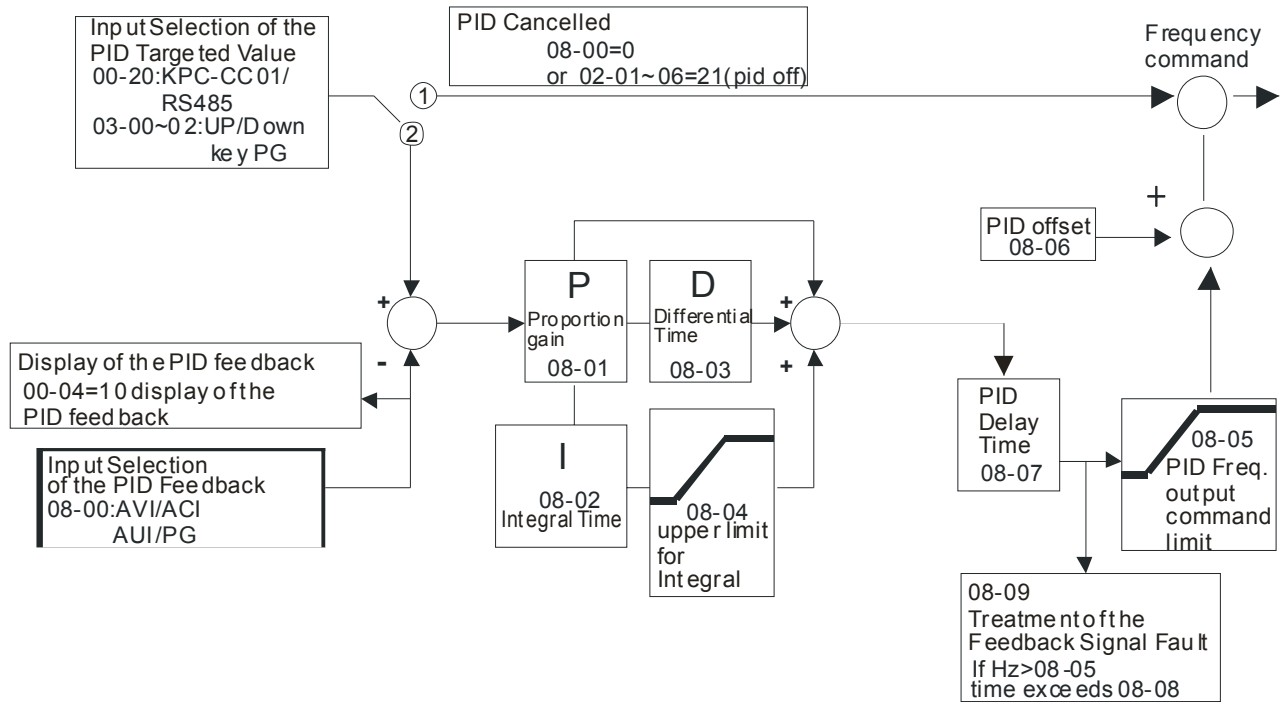 Input Selection of the
PID Targeted Value
00-20:KPC-CC01/
RS485
03-00~02:UP/Down
key PG
PID Cancelled
08-00=0
or 02-01~06=21(pid off)
1
2
Frequency
command
+
PID offset
08-06
+
-
P
Proportion
gain
08-01
D
Differential
Time
08-03
+
+
Display of the PID feedback
00-04=10 display of the
PID feedback
Input Selection
of the PID Feedback
08-00:AVI/ACI
AUI/PG
I
08-02
Integral Time
08-04
upper limit
for
Integral
PID
Delay
Time
08-07
08-05
PID Freq.
output
command
limit
08-09
Treatment of the
Feedback Signal Fault
If Hz>08-05
time exceeds 08-08